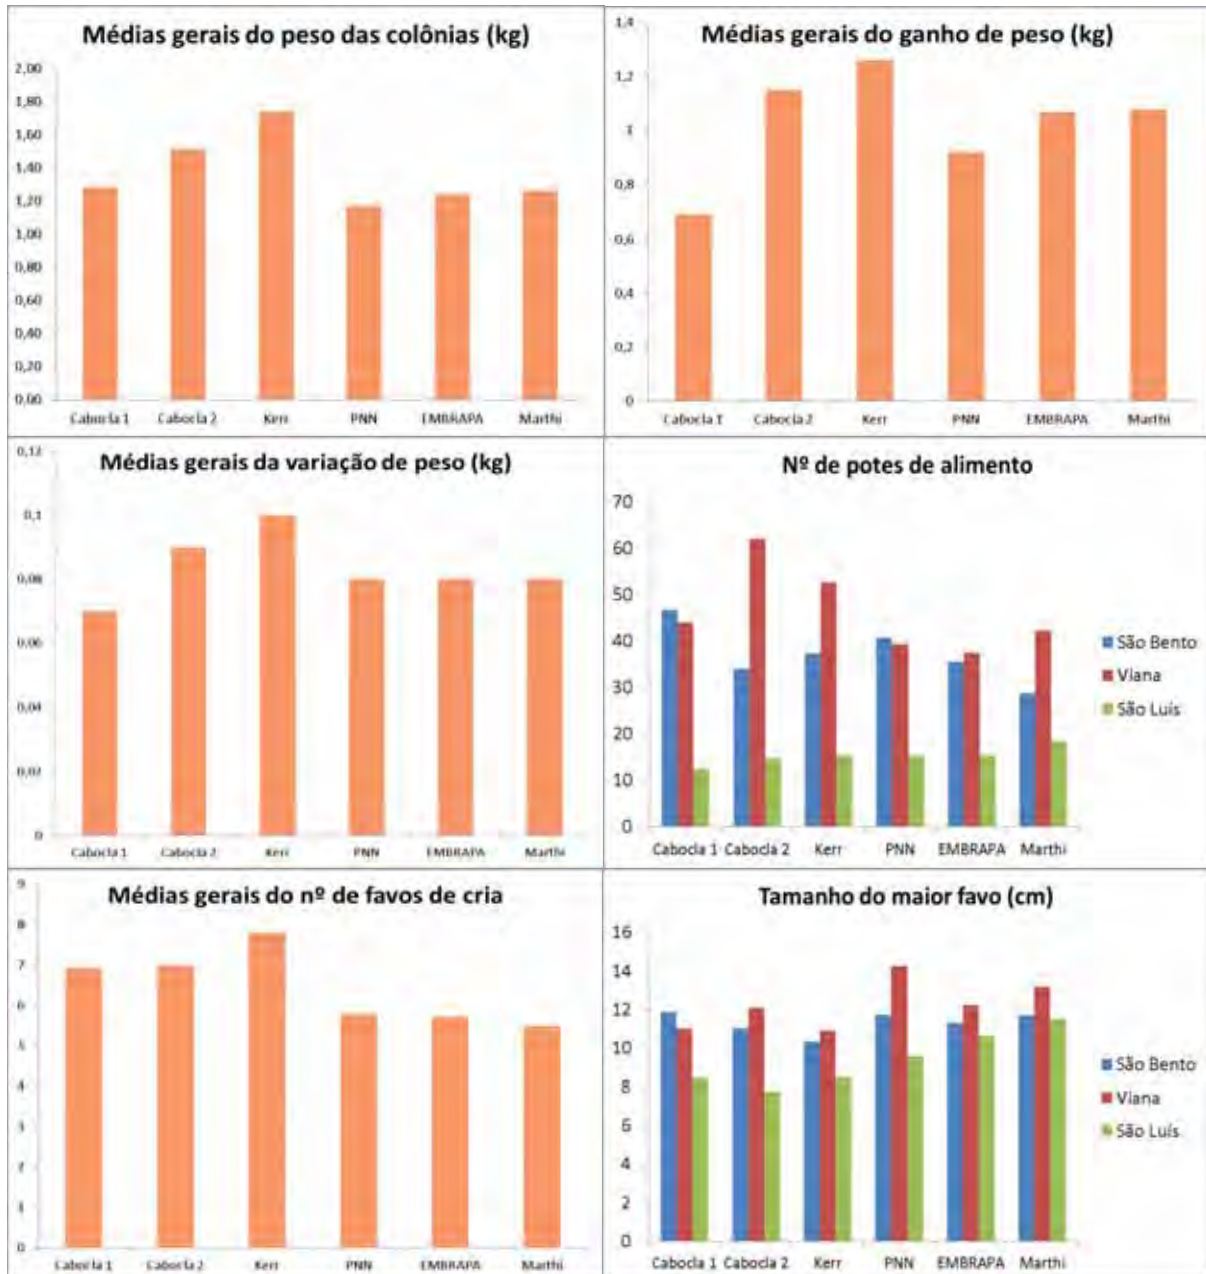 Médias gerais do peso das colônias (kg)
2,00
1,80
1,60
1,40
1,20
1,00
0,80
0,60
0,40
0,20
0,00
Cabocla 1 Cabocla 2 Kerr PNN EMBRAPA Marthi
Médias gerais do ganho de peso (kg)
1,4
1,2
1
0,8
0,6
0,4
0,2
0
Cabocla 1 Cabocla 2 Kerr PNN EMBRAPA Marthi
Médias gerais da variação de peso (kg)
0,12
0,1
0,08
0,06
0,04
0,02
0
Cabocla 1 Cabocla 2 Kerr PNN EMBRAPA Marthi
Nº de potes de alimento
70
60
50
40
30
20
10
0
Cabocla 1 Cabocla 2 Kerr PNN EMBRAPA Marthi
São Bento
Viana
São Luís
Médias gerais do nº de favos de cria
9
8
7
6
5
4
3
2
1
0
Cabocla 1 Cabocla 2 Kerr PNN EMBRAPA Marthi
Tamanho do maior favo (cm)
16
14
12
10
8
6
4
2
0
Cabocla 1 Cabocla 2 Kerr PNN EMBRAPA Marthi
São Bento
Viana
São Luís